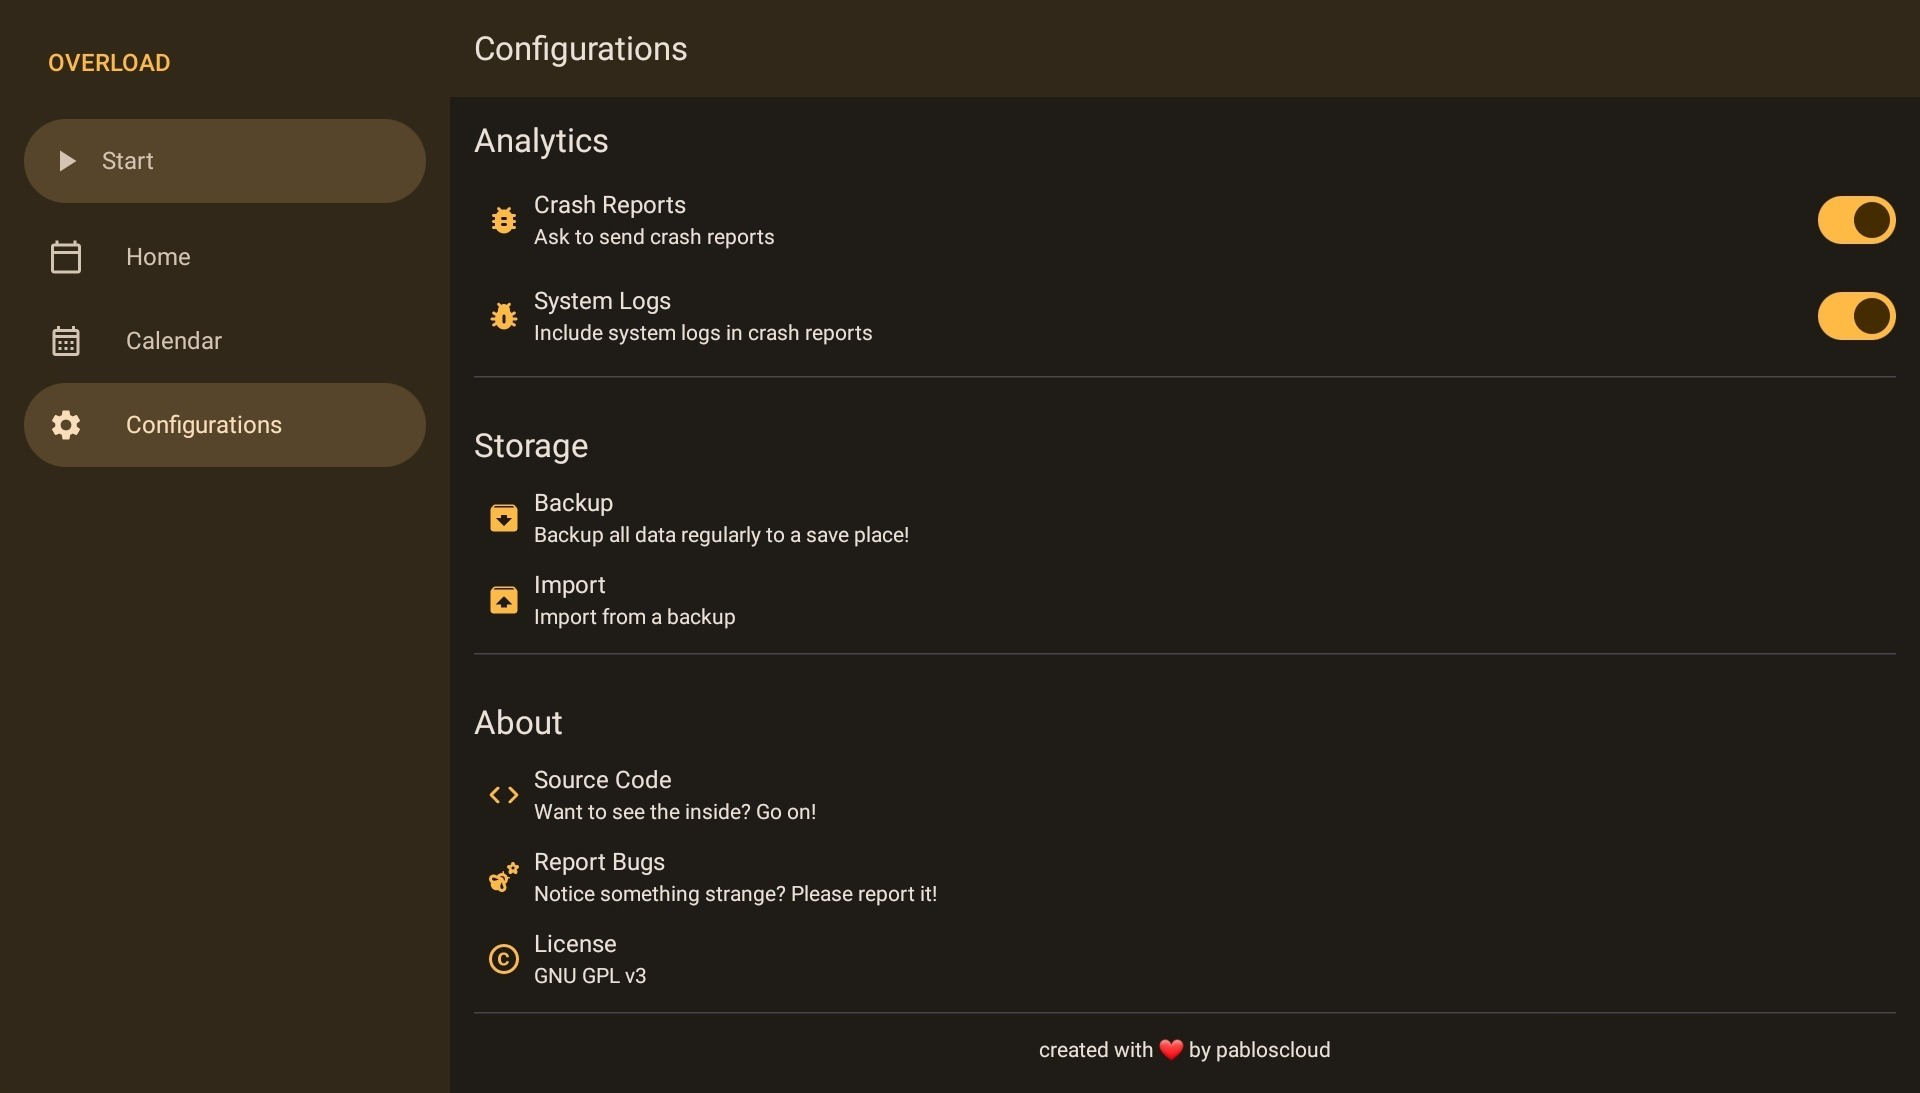 OVERLOAD
Start
Home
Calendar
Configurations
Configurations
Analytics
Crash Reports
Ask to send crash reports
System Logs
Include system logs in crash reports
Storage
Backup
Backup all data regularly to a save place!
Import
Import from a backup
About
Source Code
Want to see the inside? Go on!
Report Bugs
Notice something strange? Please report it!
License
GNU GPL v3
created with ❤️ by pabloscloud